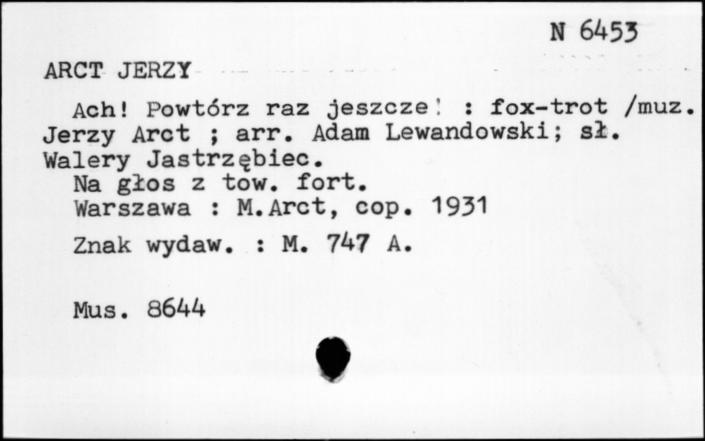 N 6453
ARCT JERZY
Ach! Powtórz raz jeszcze! : fox-trot /muz.
Jerzy Arct ; arr. Adam Lewandowski; sł.
Walery Jastrzębiec.
Na głos z tow. fort.
Warszawa : M.Arct, cop. 1931
Znak wydaw. : M. 747 A.
Mus. 8644